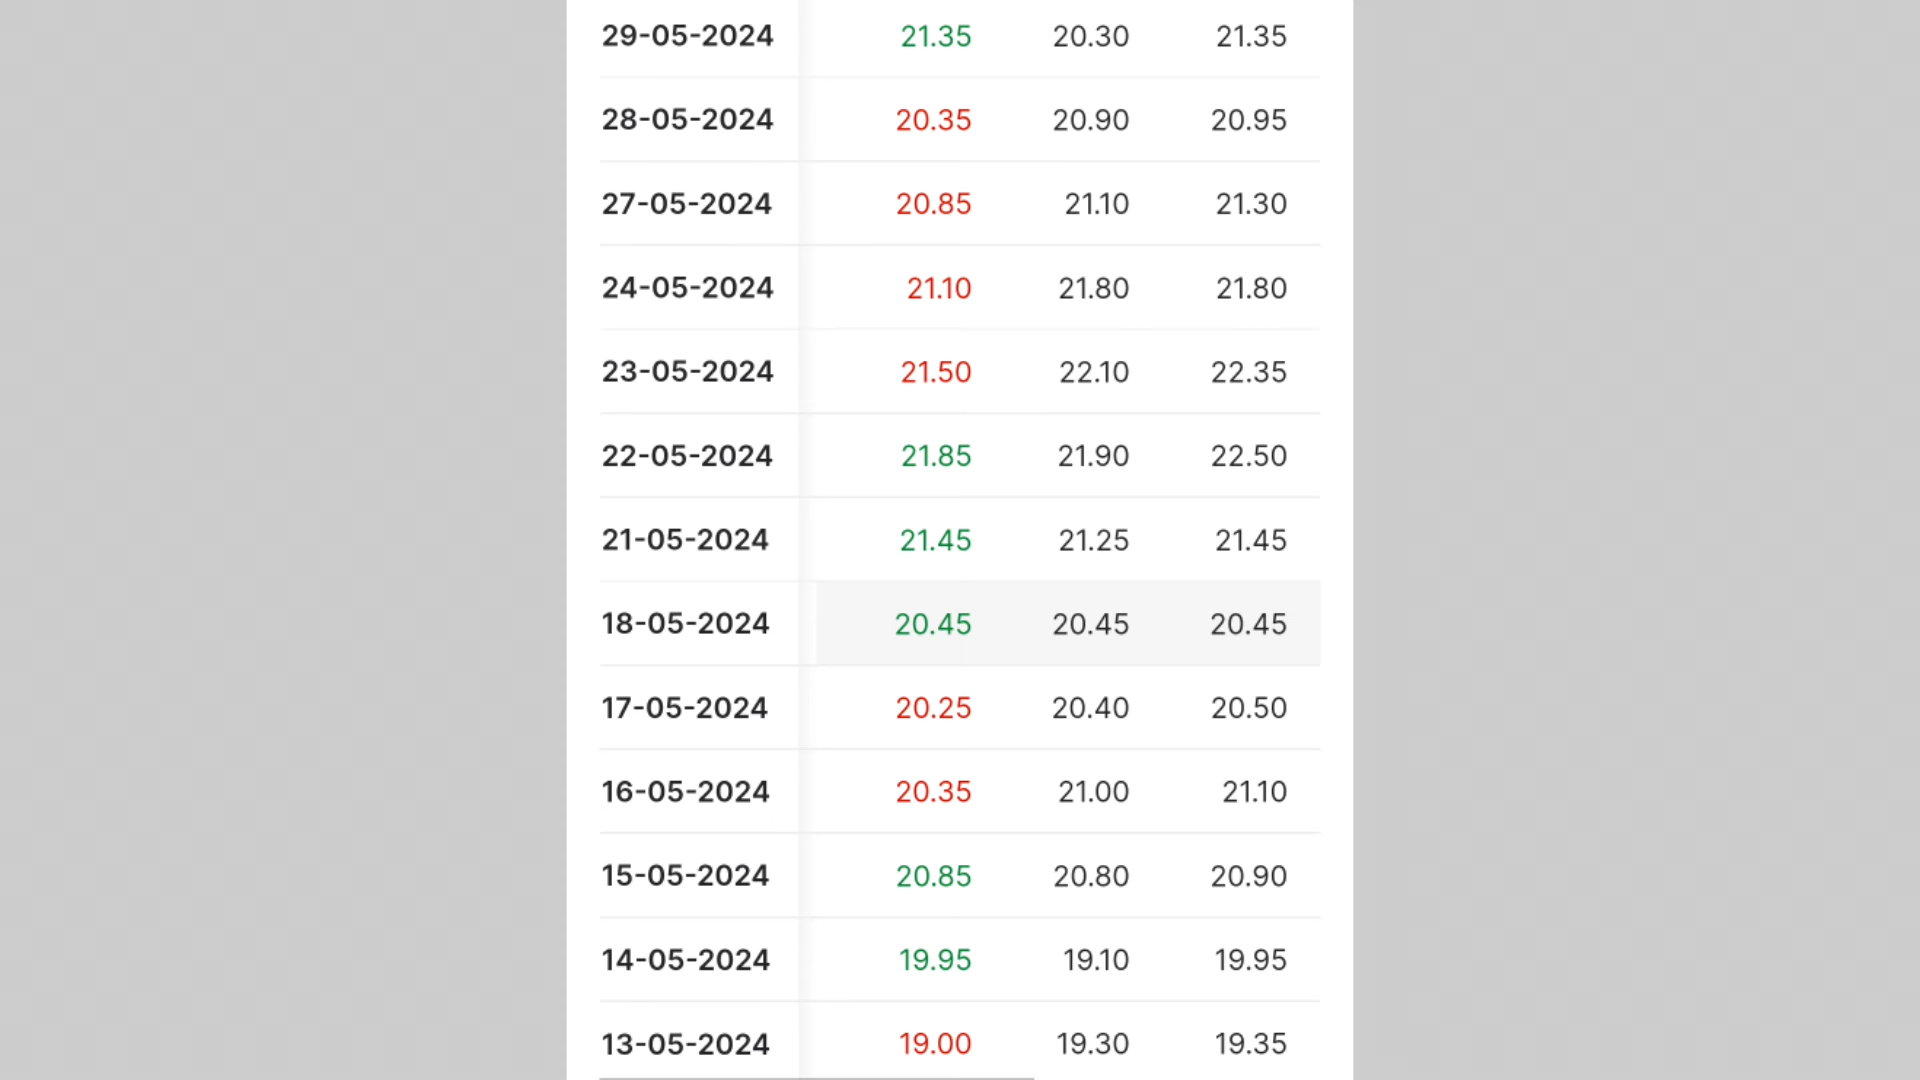 29-05-2024 21.35 20.30 21.35
28-05-2024 20.35 20.90 20.95
27-05-2024 20.85 21.10 21.30
24-05-2024 21.10 21.80 21.80
23-05-2024 21.50 22.10 22.35
22-05-2024 21.85 21.90 22.50
21-05-2024 21.45 21.25 21.45
18-05-2024 20.45 20.45 20.45
17-05-2024 20.25 20.40 20.50
16-05-2024 20.35 21.00 21.10
15-05-2024 20.85 20.80 20.90
14-05-2024 19.95 19.10 19.95
13-05-2024 19.00 19.30 19.35